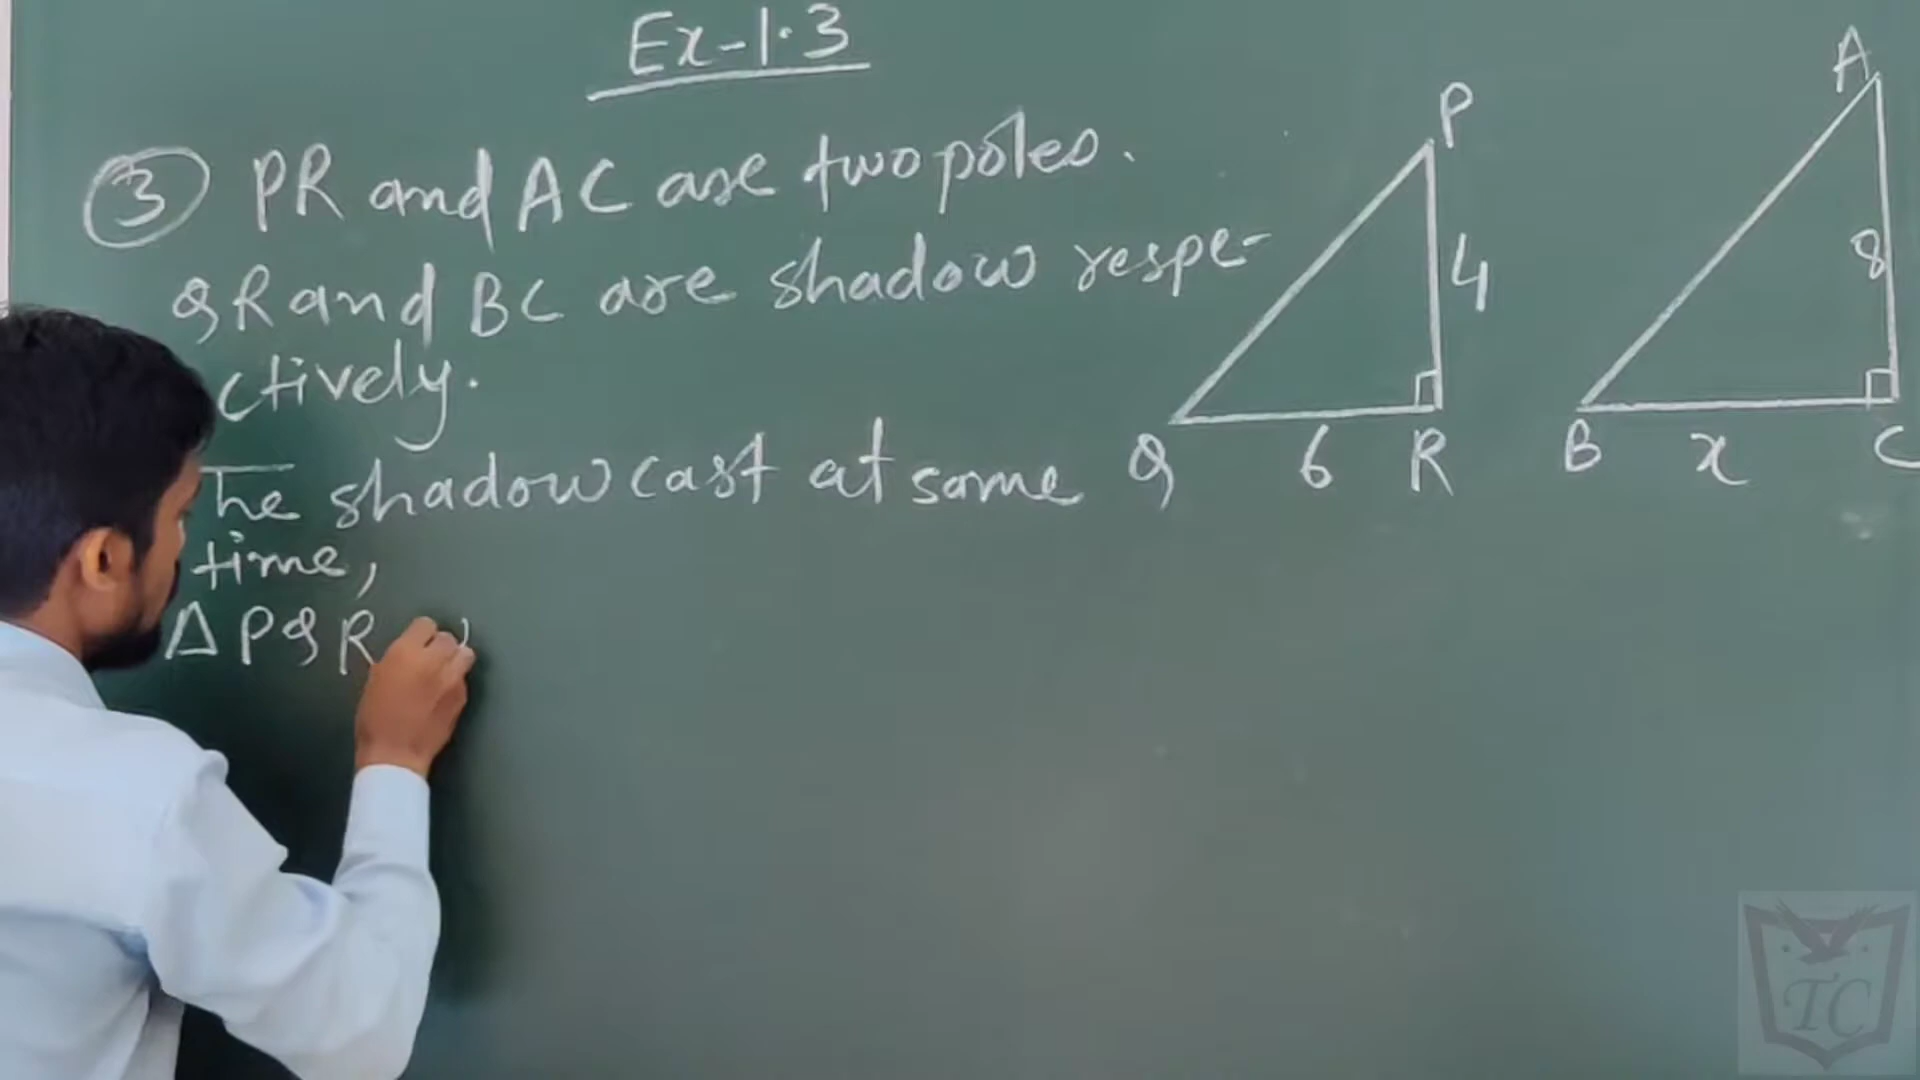 Ex-1.3
③ PR and AC are two poles.
QR and BC are shadow respe-
ctively.
The shadow cast at same
time,
Δ PQR
P
4
Q 6 R
A
8
B x C
TC